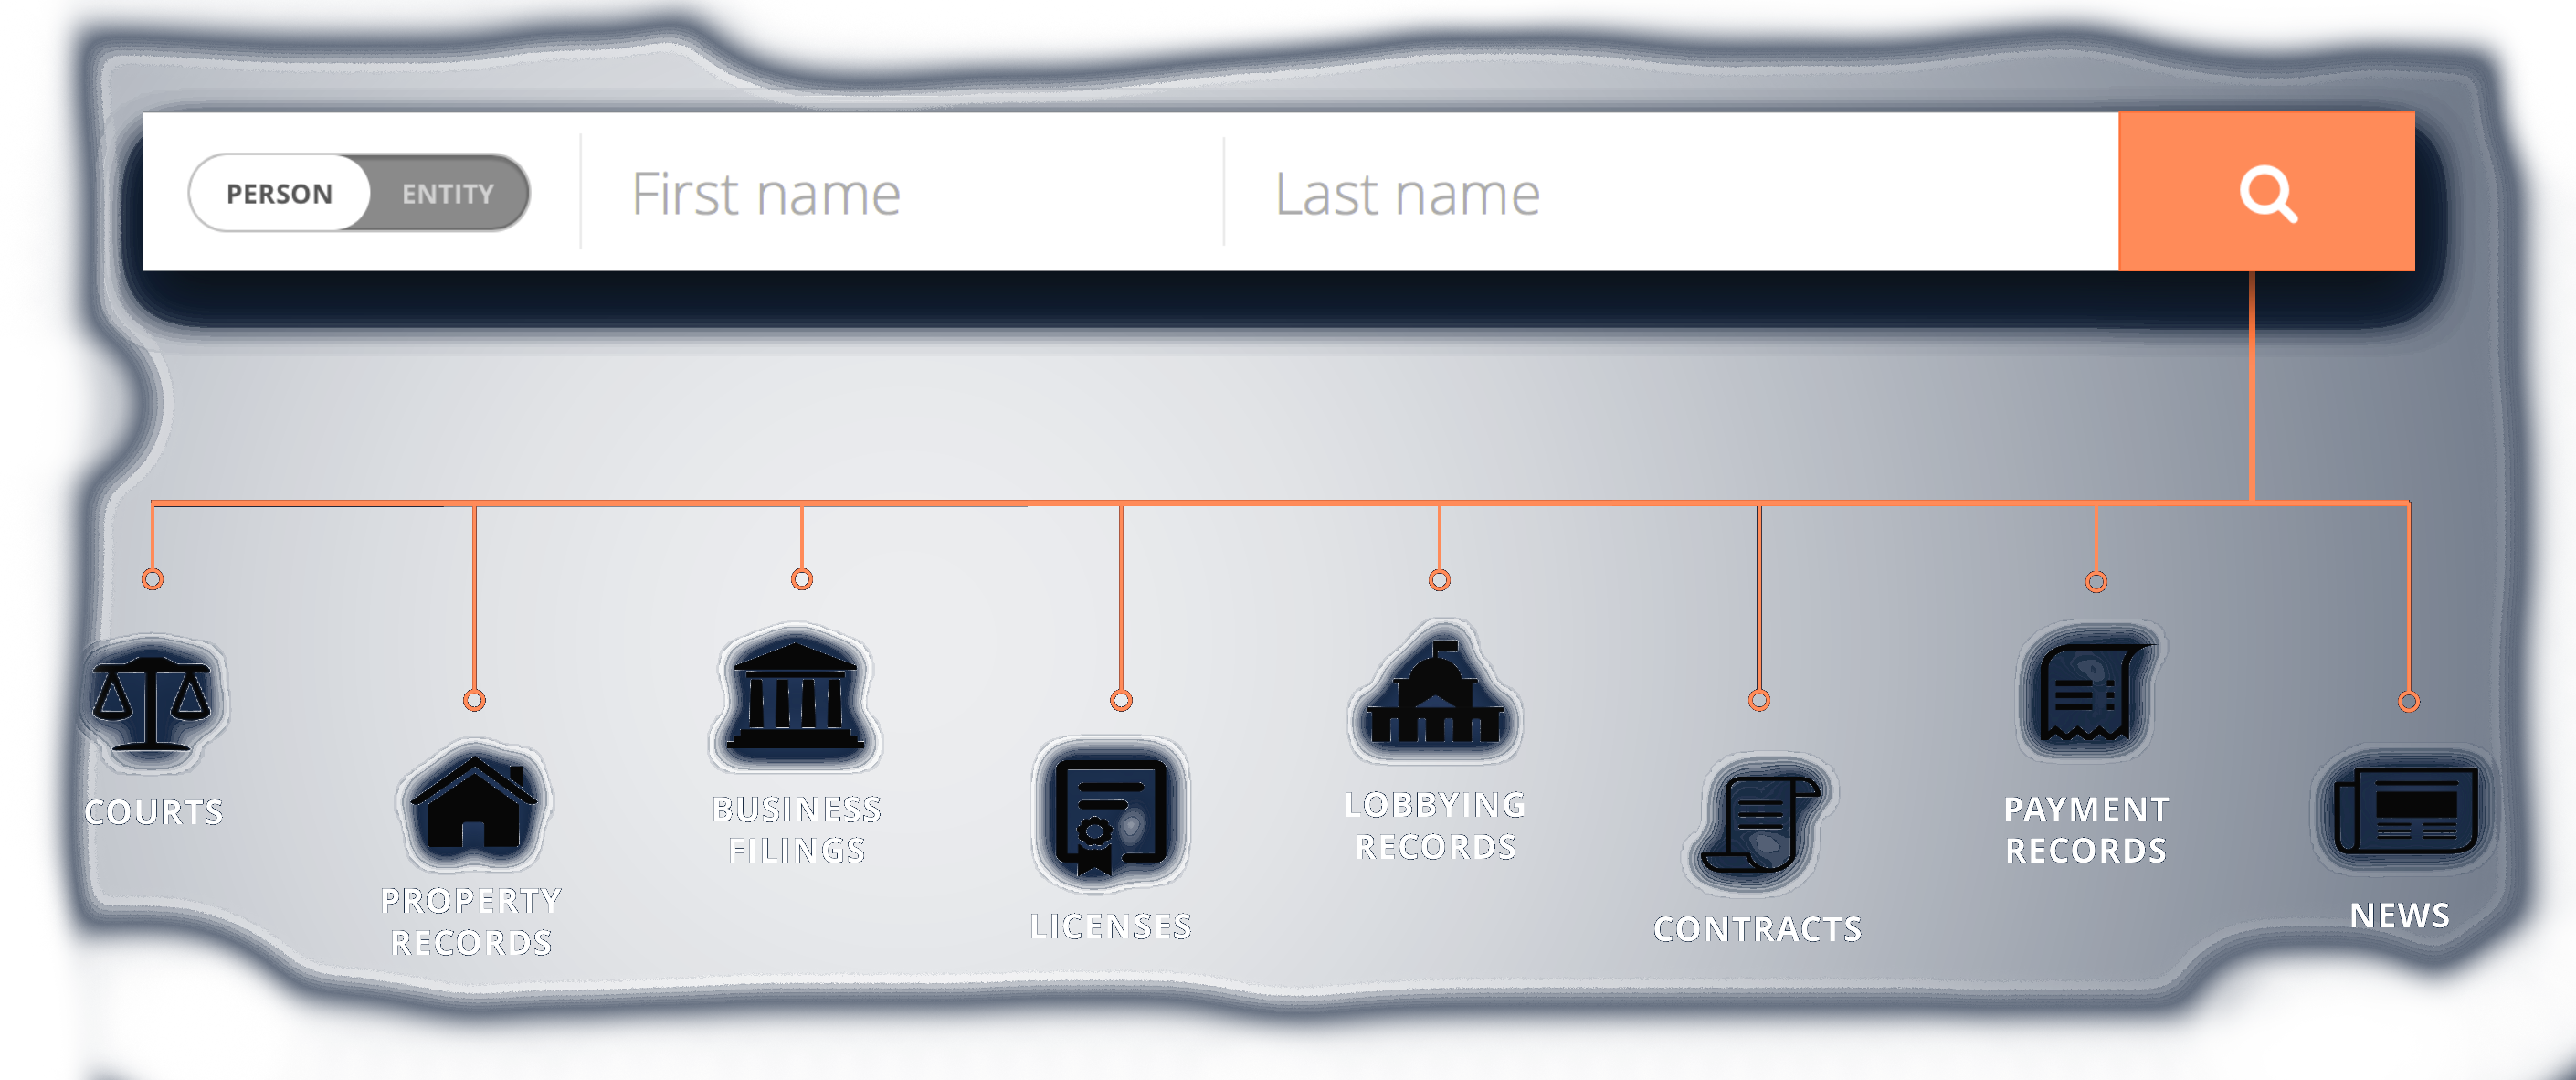 PERSON ENTITY First name Last name
COURTS
PROPERTY
RECORDS
BUSINESS
FILINGS
LICENSES
LOBBYING
RECORDS
CONTRACTS
PAYMENT
RECORDS
NEWS